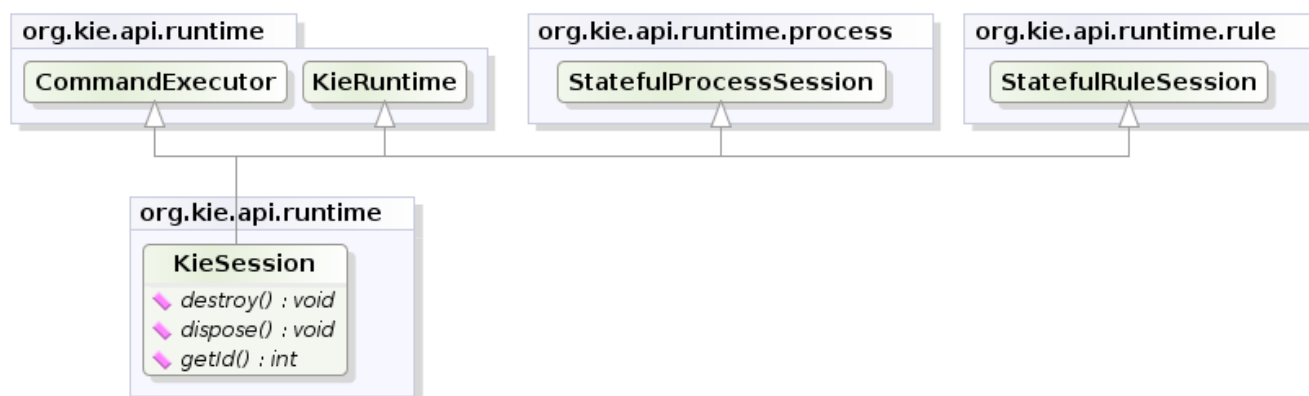 org.kie.api.runtime
CommandExecutor
KieRuntime
org.kie.api.runtime.process
StatefulProcessSession
org.kie.api.runtime.rule
StatefulRuleSession
org.kie.api.runtime
KieSession
destroy() : void
dispose() : void
getId() : int